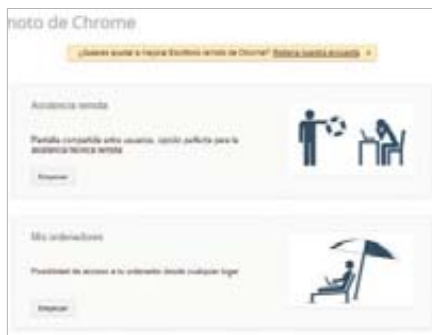 noto de Chrome
¿Quieres ayudar a mejorar Escritorio remoto de Chrome? Rellena nuestra encuesta. x
Asistencia remota
Pantalla compartida entre usuarios, opción perfecta para la
asistencia técnica remota
Empezar
Mis ordenadores
Posibilidad de acceso a tu ordenador desde cualquier lugar
Empezar